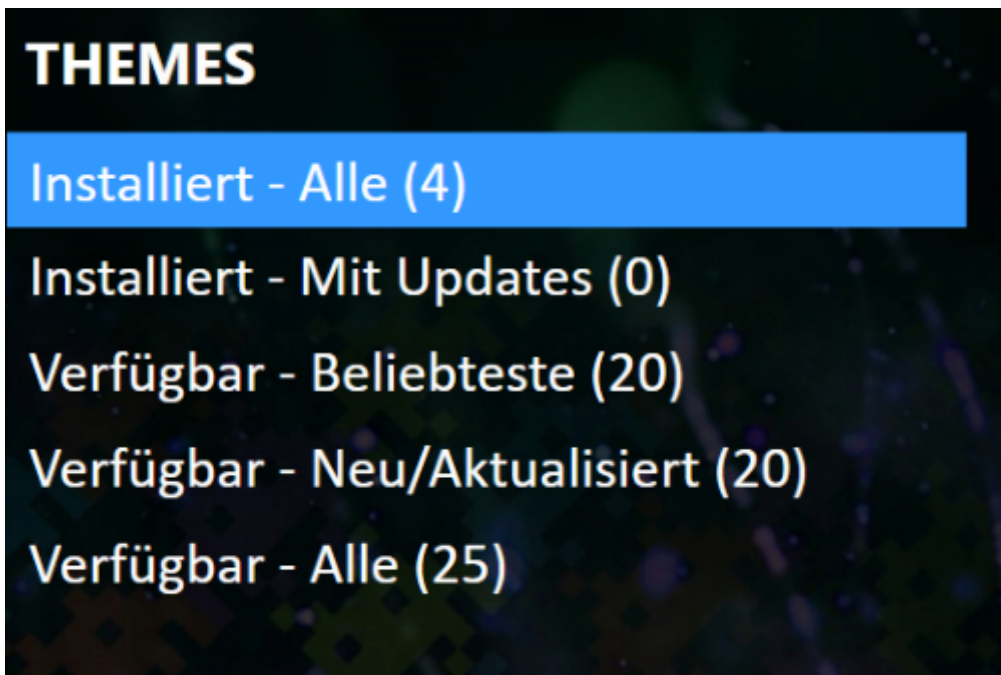 THEMES
Installiert - Alle (4)
Installiert - Mit Updates (0)
Verfügbar - Beliebteste (20)
Verfügbar - Neu/Aktualisiert (20)
Verfügbar - Alle (25)